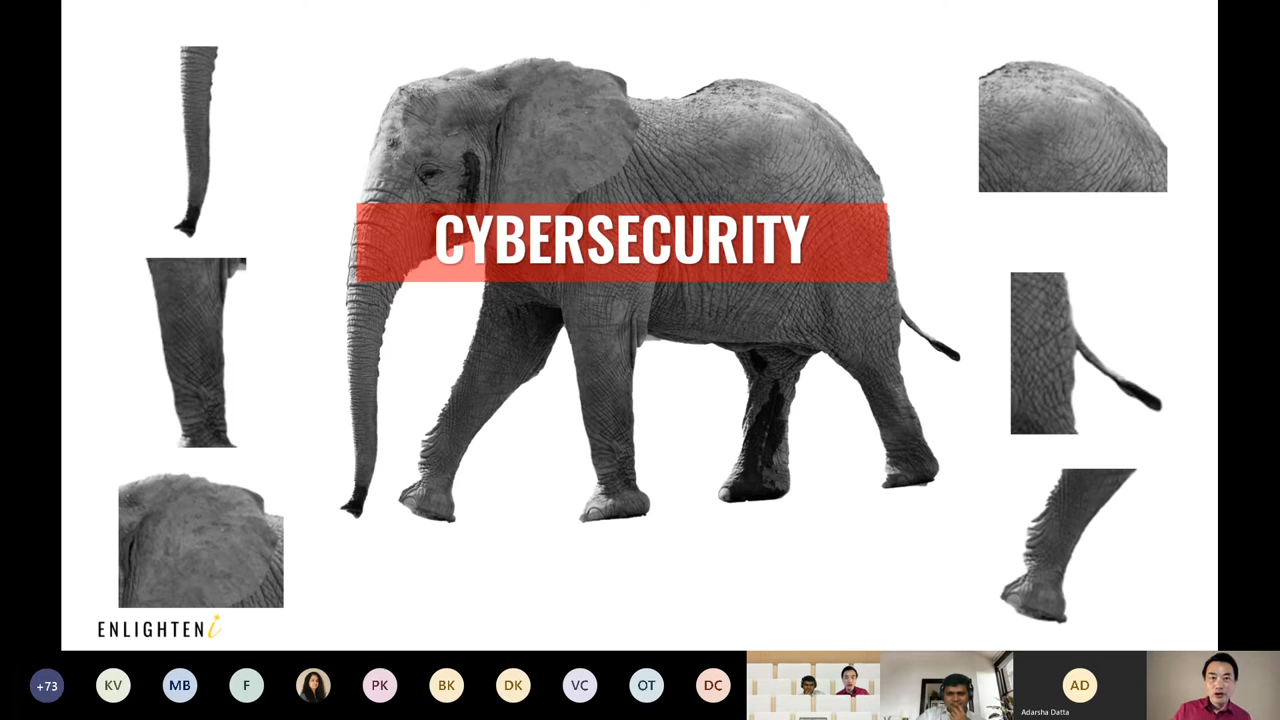 CYBERSECURITY
ENLIGHTENi
+73
KV
MB
F
PK
BK
DK
VC
OT
DC
AD
Adarsha Datta